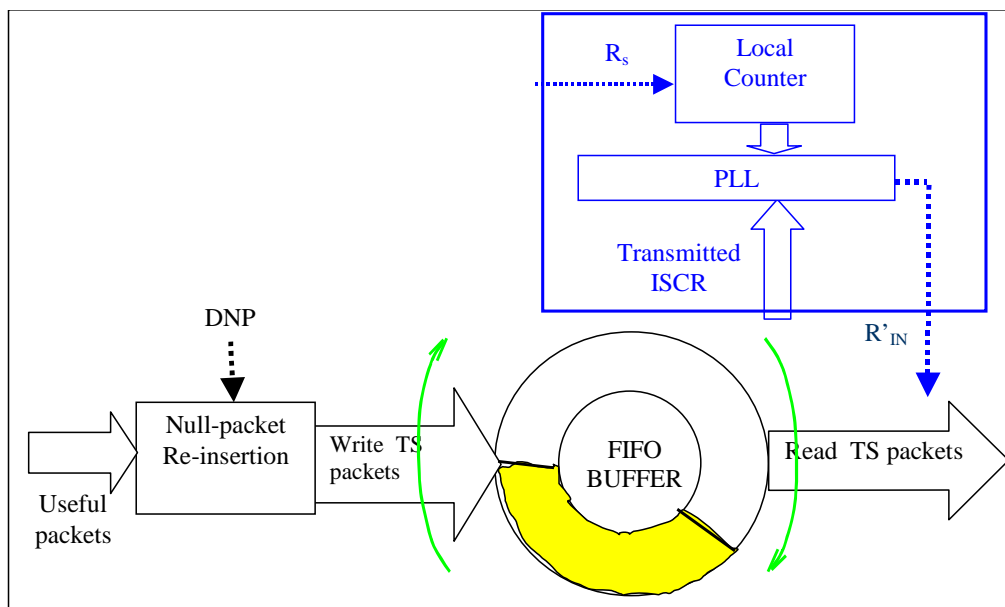 Local
Counter
Rs
PLL
Transmitted
ISCR
R’IN
DNP
Null-packet
Re-insertion
Write TS
packets
FIFO
BUFFER
Read TS packets
Useful
packets